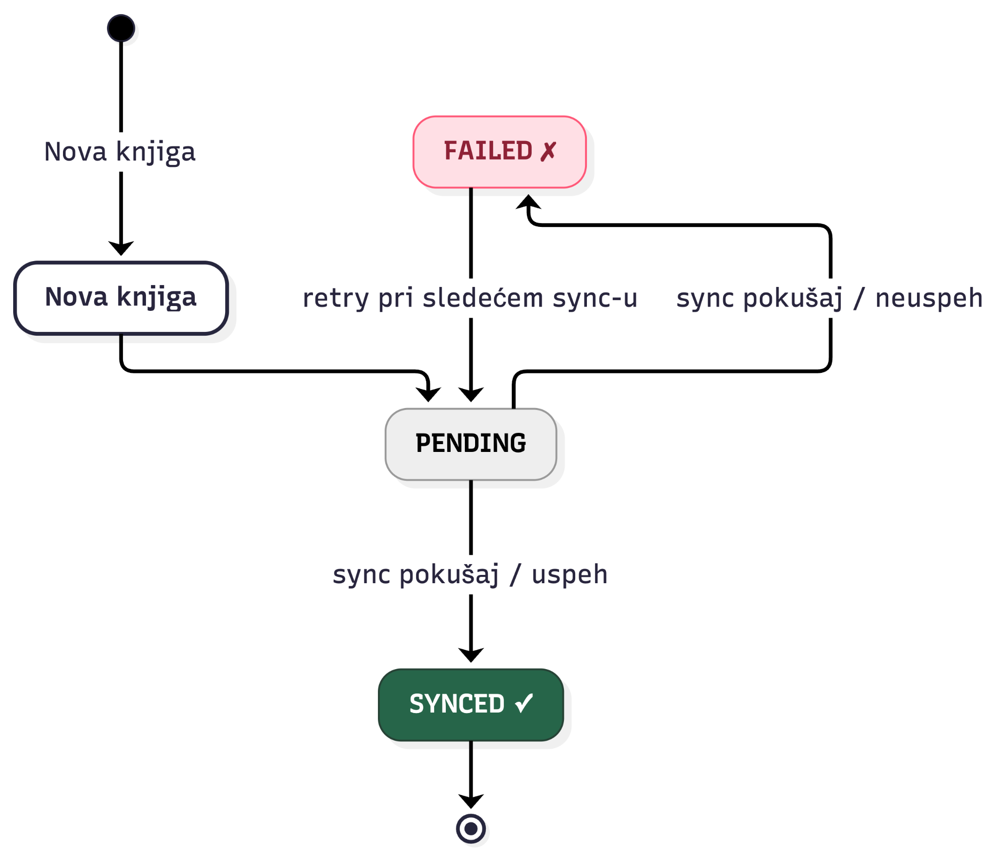 Nova knjiga
FAILED ✗
Nova knjiga
retry pri sledećem sync-u
sync pokušaj / neuspeh
PENDING
sync pokušaj / uspeh
SYNCED ✓